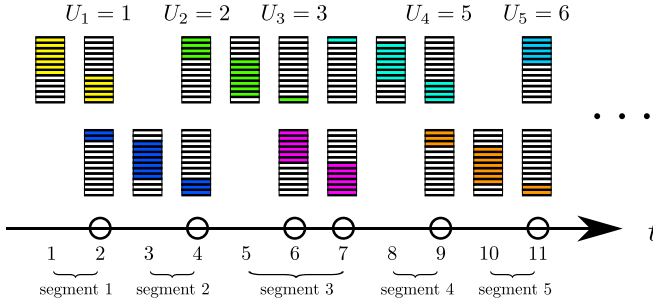 U₁ = 1 U₂ = 2 U₃ = 3 U₄ = 5 U₅ = 6
. . .
1 2 3 4 5 6 7 8 9 10 11 t
segment 1 segment 2 segment 3 segment 4 segment 5